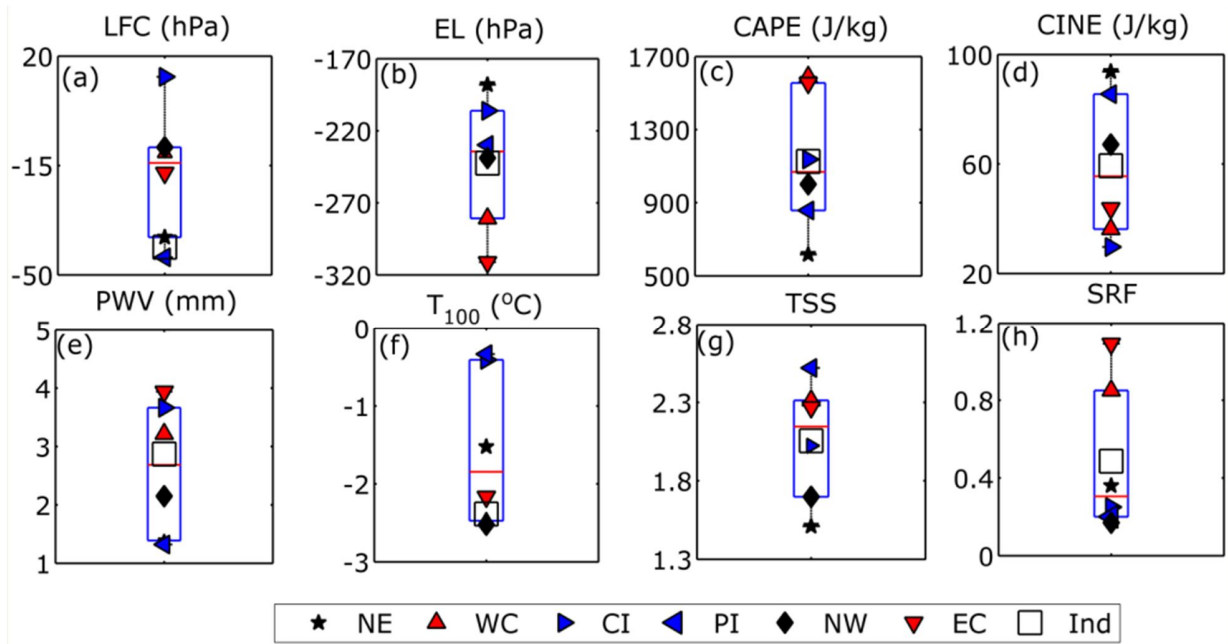 LFC (hPa) EL (hPa) CAPE (J/kg) CINE (J/kg)
20 -170 1700 100
(a) (b) (c) (d)
-220 1300
-15 60
-270 900
-50 -320 500 20
PWV (mm) T100 (°C) TSS SRF
5 0 2.8 1.2
(e) (f) (g) (h)
4 -1 2.3 0.8
3
-2 1.8 0.4
2
1 -3 1.3 0
NE WC CI PI NW EC Ind